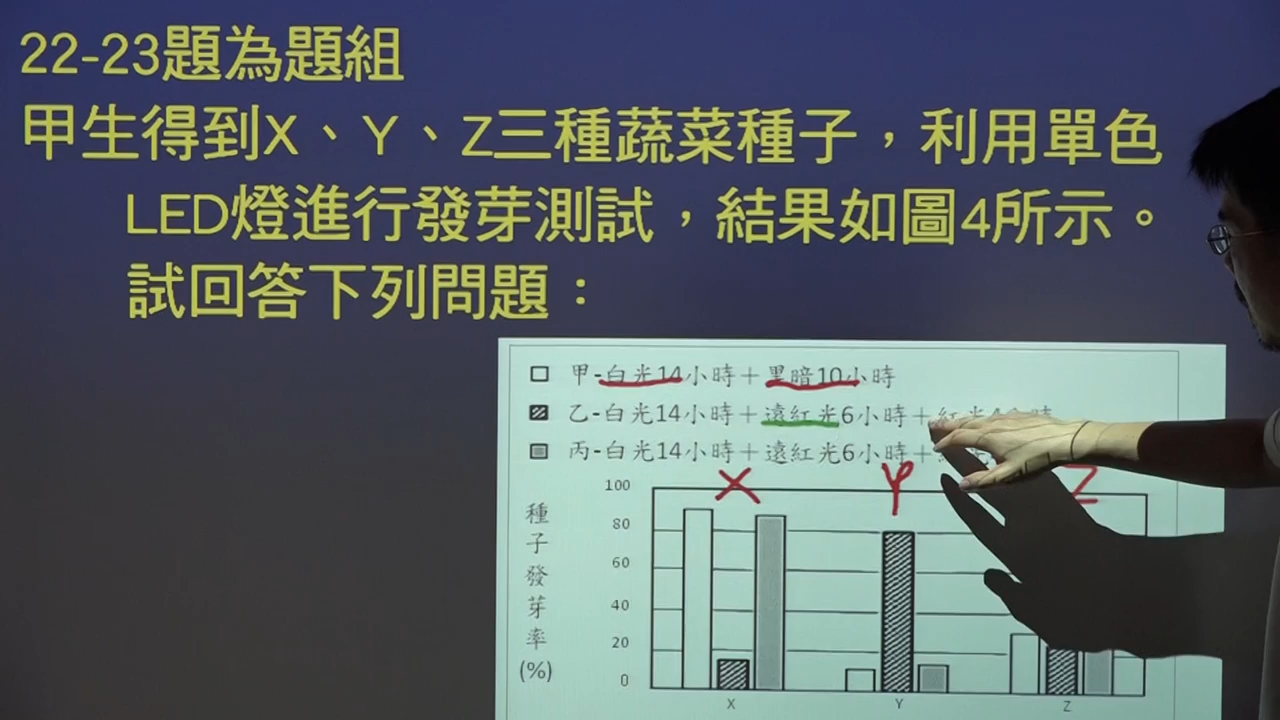 22-23題為題組
甲生得到X、Y、Z三種蔬菜種子，利用單色
LED燈進行發芽測試，結果如圖4所示。
試回答下列問題：
甲-白光14小時＋黑暗10小時
乙-白光14小時＋遠紅光6小時＋紅光4小時
丙-白光14小時＋遠紅光6小時＋
X Y Z
種子發芽率(%)
100
80
60
40
20
0
X Y Z